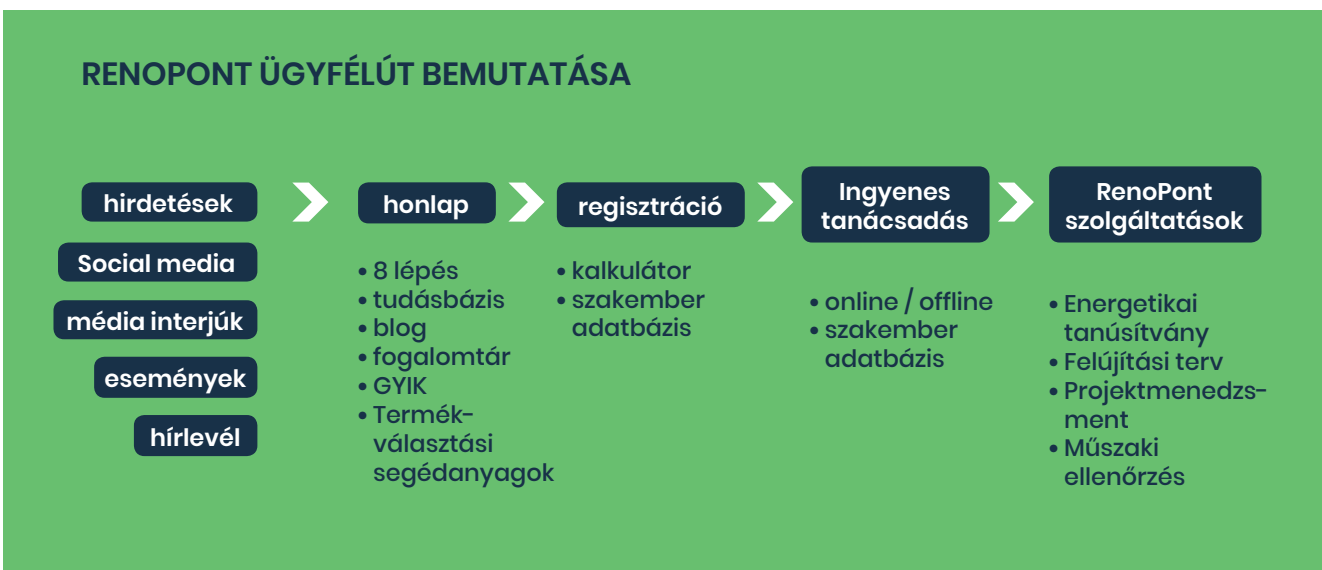 RENOPONT ÜGYFÉLÚT BEMUTATÁSA
hirdetések
Social media
média interjúk
események
hírlevél
honlap
• 8 lépés
• tudásbázis
• blog
• fogalomtár
• GYIK
• Termék-
választási
segédanyagok
regisztráció
• kalkulátor
• szakember
adatbázis
Ingyenes
tanácsadás
• online / offline
• szakember
adatbázis
RenoPont
szolgáltatások
• Energetikai
tanúsítvány
• Felújítási terv
• Projektmenedzs-
ment
• Műszaki
ellenőrzés